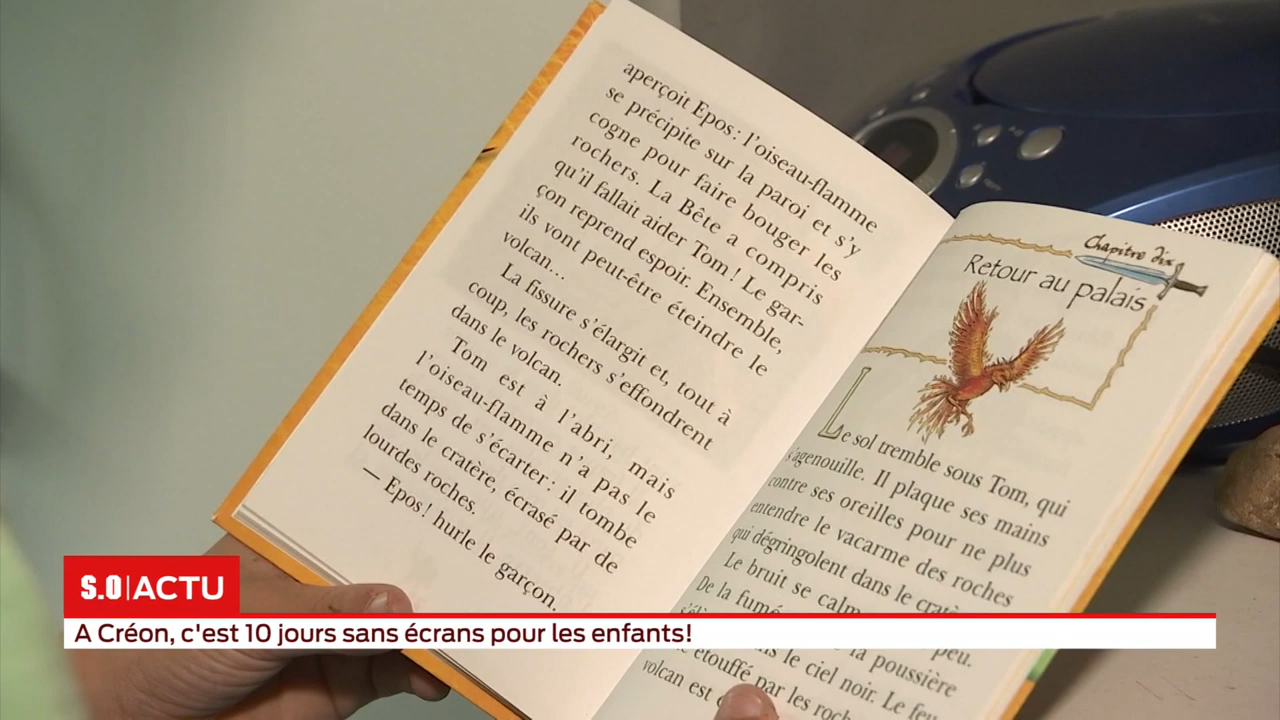 aperçoit Epos : l'oiseau-flamme
se précipite sur la paroi et s'y
cogne pour faire bouger les
rochers. La Bête a compris
qu'il fallait aider Tom ! Le gar-
çon reprend espoir. Ensemble,
ils vont peut-être éteindre le
volcan...
La fissure s'élargit et, tout à
coup, les rochers s'effondrent
dans le volcan.
Tom est à l'abri, mais
l'oiseau-flamme n'a pas le
temps de s'écarter : il tombe
dans le cratère, écrasé par de
lourdes roches.
— Epos ! hurle le garçon.
Chapitre dix
Retour au palais
Le sol tremble sous Tom, qui
s'agenouille. Il plaque ses mains
contre ses oreilles pour ne plus
entendre le vacarme des roches
qui dégringolent dans le
Le bruit se
peu.
De la
la poussière
le ciel noir. Le feu
étouffé par les
volcan est
S.O|ACTU
A Créon, c'est 10 jours sans écrans pour les enfants!